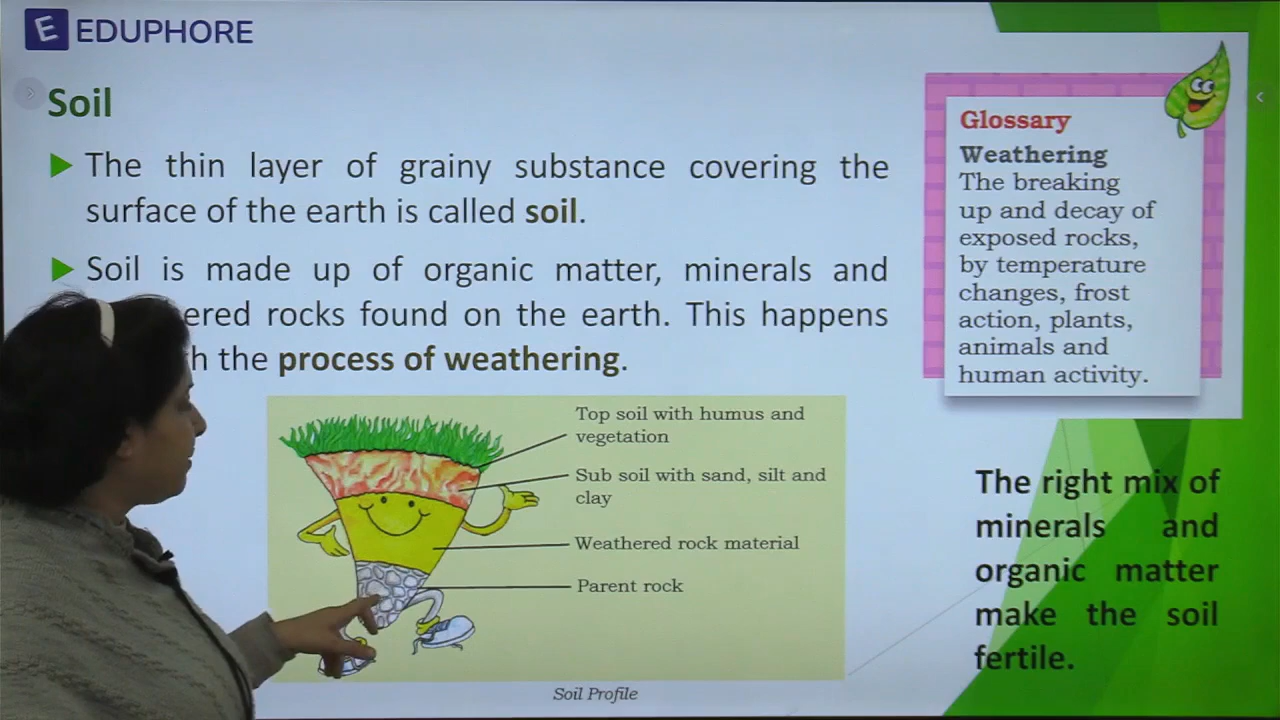 E EDUPHORE
Soil
The thin layer of grainy substance covering the
surface of the earth is called soil.
Soil is made up of organic matter, minerals and
rocks found on the earth. This happens
the process of weathering.
Glossary
Weathering
The breaking
up and decay of
exposed rocks,
by temperature
changes, frost
action, plants,
animals and
human activity.
Top soil with humus and
vegetation
Sub soil with sand, silt and
clay
Weathered rock material
Parent rock
Soil Profile
The right mix of
minerals and
organic matter
make the soil
fertile.